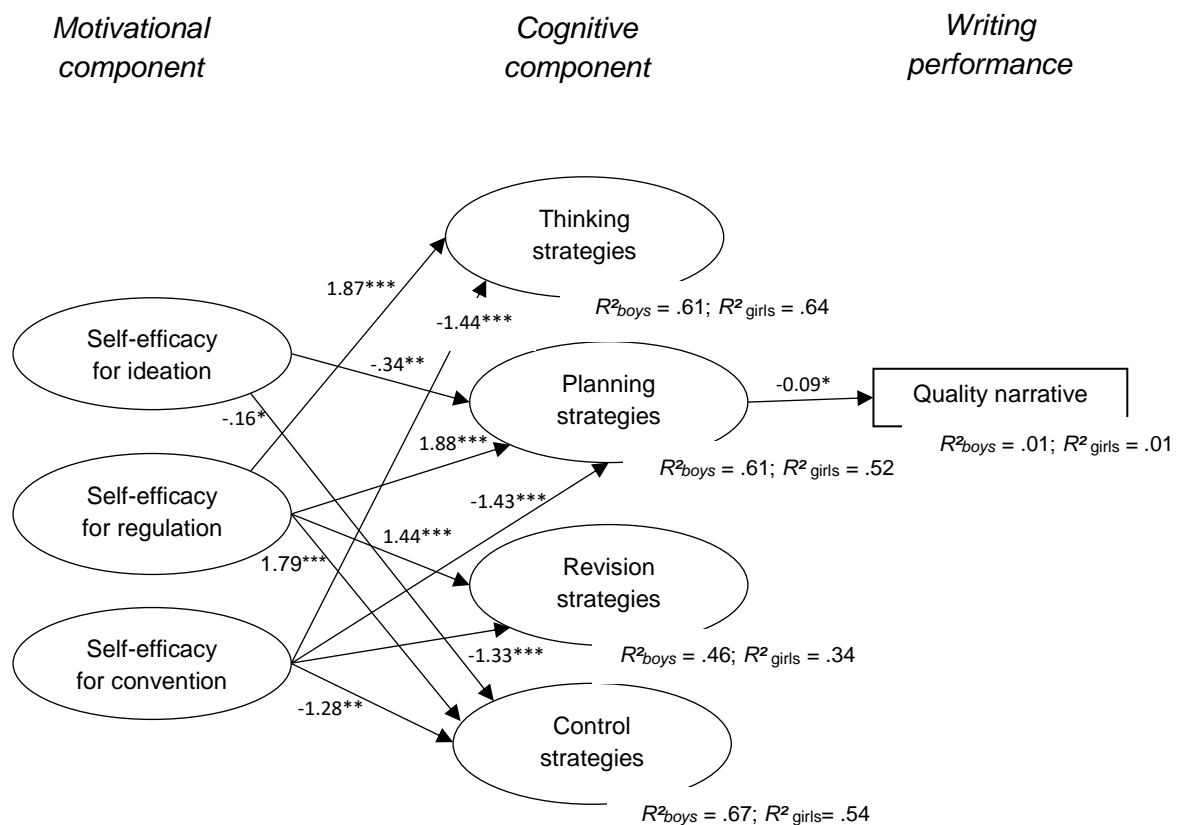 Motivational
component
Cognitive
component
Writing
performance
Thinking
strategies
1.87***
-1.44***
R²boys = .61; R² girls = .64
Self-efficacy
for ideation
-.34**
-.16*
Planning
strategies
-0.09*
Quality narrative
R²boys = .01; R² girls = .01
1.88***
R²boys = .61; R² girls = .52
-1.43***
Self-efficacy
for regulation
1.44***
1.79***
Revision
strategies
Self-efficacy
for convention
-1.33***
R²boys = .46; R² girls = .34
-1.28**
Control
strategies
R²boys = .67; R² girls= .54